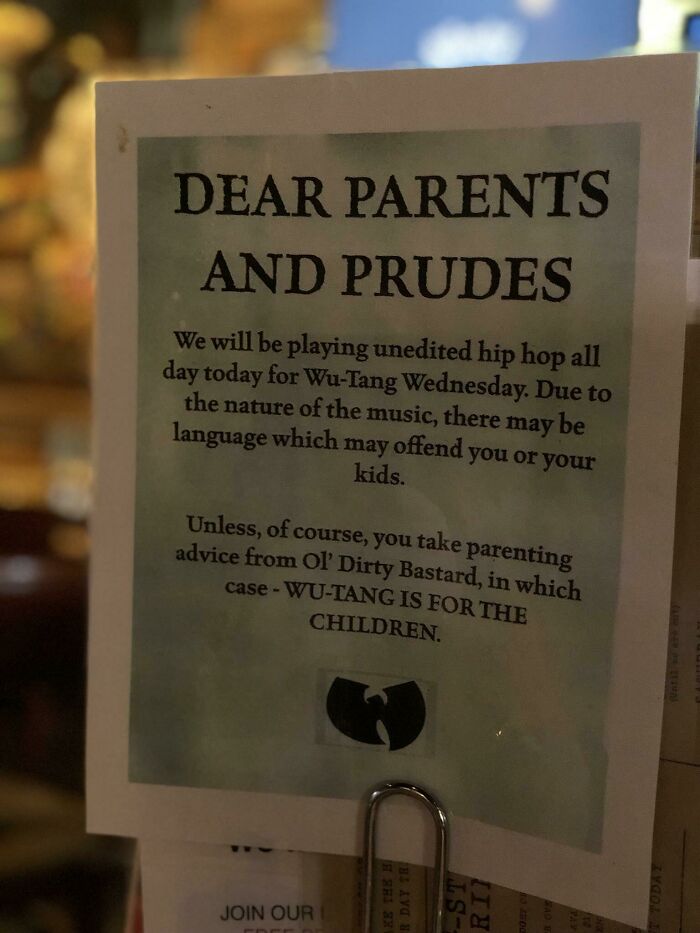 DEAR PARENTS
AND PRUDES
We will be playing unedited hip hop all
day today for Wu-Tang Wednesday. Due to
the nature of the music, there may be
language which may offend you or your
kids.
Unless, of course, you take parenting
advice from Ol' Dirty Bastard, in which
case - WU-TANG IS FOR THE
CHILDREN.
JOIN OUR